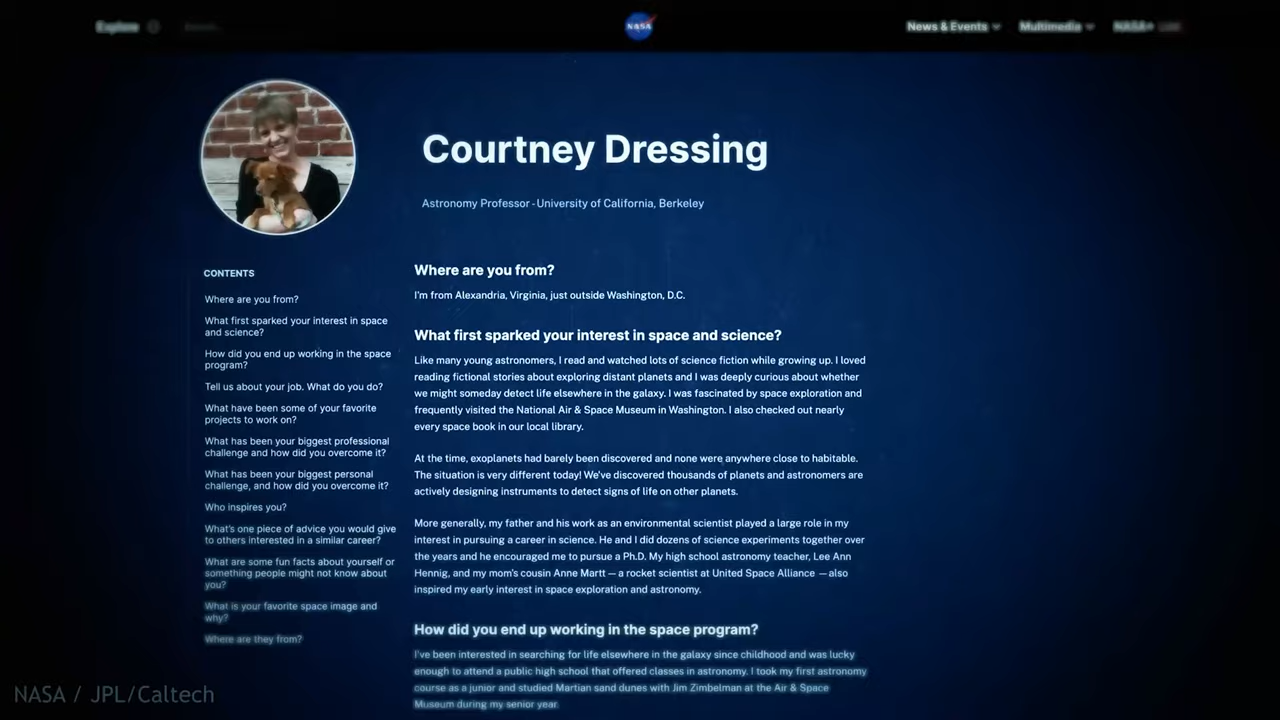 Explore
NASA
News & Events
Multimedia
NASA+
Courtney Dressing
Astronomy Professor - University of California, Berkeley
CONTENTS
Where are you from?
What first sparked your interest in space
and science?
How did you end up working in the space
program?
Tell us about your job. What do you do?
What have been some of your favorite
projects to work on?
What has been your biggest professional
challenge and how did you overcome it?
What has been your biggest personal
challenge, and how did you overcome it?
Who inspires you?
What's one piece of advice you would give
to others interested in a similar career?
What are some fun facts about yourself or
something people might not know about
you?
What is your favorite space image and
why?
Where are they from?
Where are you from?
I'm from Alexandria, Virginia, just outside Washington, D.C.
What first sparked your interest in space and science?
Like many young astronomers, I read and watched lots of science fiction while growing up. I loved
reading fictional stories about exploring distant planets and I was deeply curious about whether
we might someday detect life elsewhere in the galaxy. I was fascinated by space exploration and
frequently visited the National Air & Space Museum in Washington. I also checked out nearly
every space book in our local library.
At the time, exoplanets had barely been discovered and none were anywhere close to habitable.
The situation is very different today! We've discovered thousands of planets and astronomers are
actively designing instruments to detect signs of life on other planets.
More generally, my father and his work as an environmental scientist played a large role in my
interest in pursuing a career in science. He and I did dozens of science experiments together over
the years and he encouraged me to pursue a Ph.D. My high school astronomy teacher, Lee Ann
Hennig, and my mom's cousin Anne Martt — a rocket scientist at United Space Alliance — also
inspired my early interest in space exploration and astronomy.
How did you end up working in the space program?
I've been interested in searching for life elsewhere in the galaxy since childhood and was lucky
enough to attend a public high school that offered classes in astronomy. I took my first astronomy
course as a junior and studied Martian sand dunes with Jim Zimbelman at the Air & Space
Museum during my senior year.
NASA / JPL/Caltech